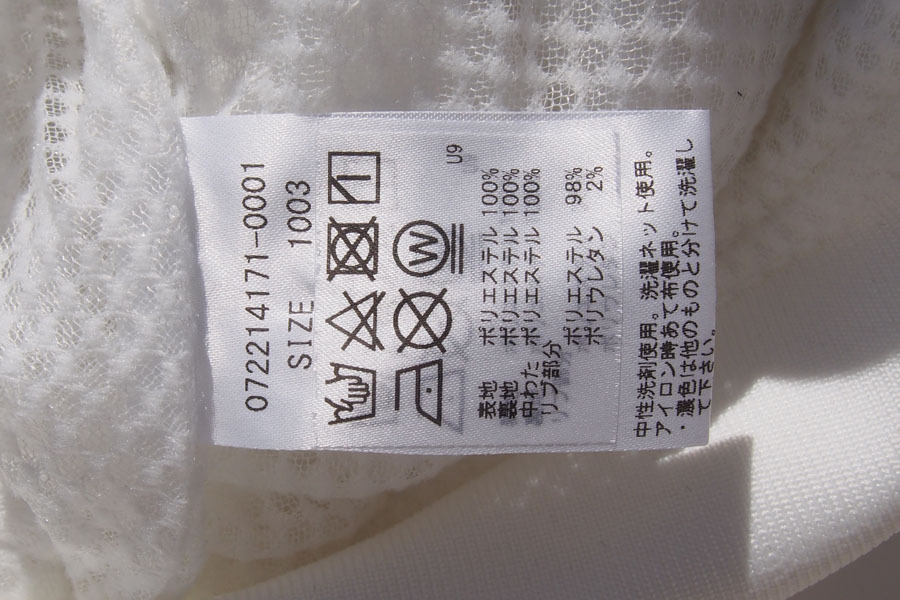 072214171-0001
SIZE 1003
W
U9
表地 ポリエステル 100%
裏地 ポリエステル 100%
中わた ポリエステル 100%
リブ部分
ポリエステル 98%
ポリウレタン 2%
中性洗剤使用。洗濯ネット使用。
アイロン時あて布使用。
・濃色は他のものと分けて洗濯し
て下さい。